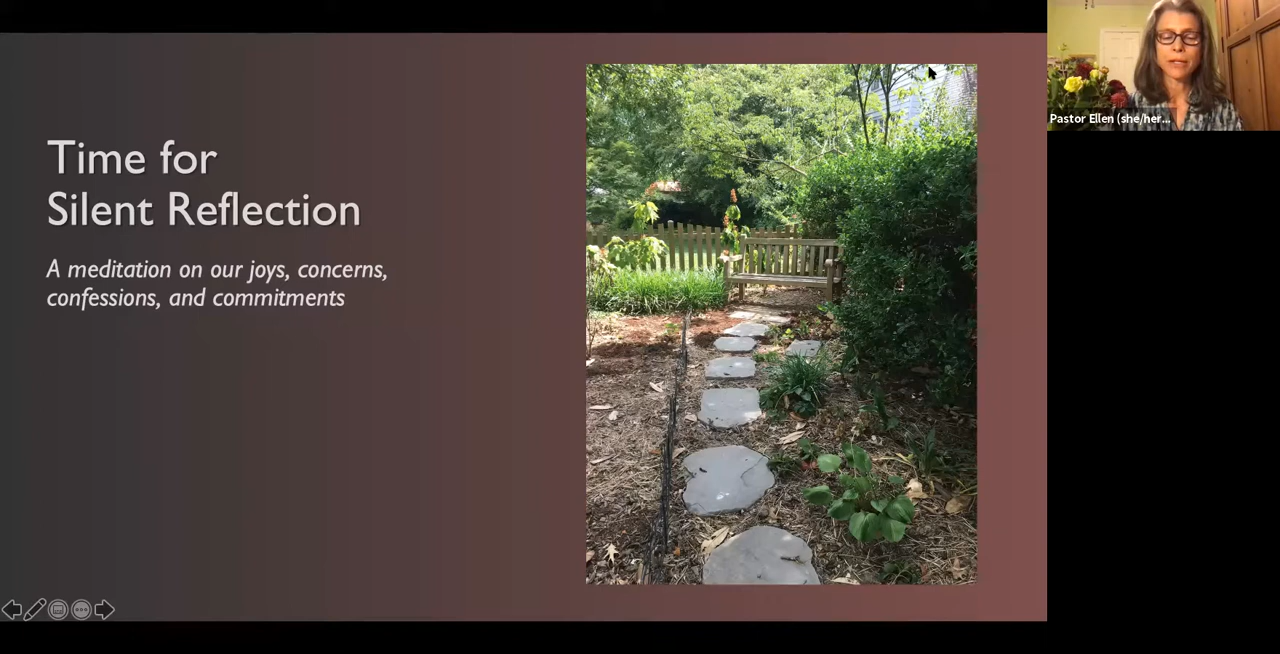 Time for
Silent Reflection
A meditation on our joys, concerns,
confessions, and commitments
Pastor Ellen (she/her...